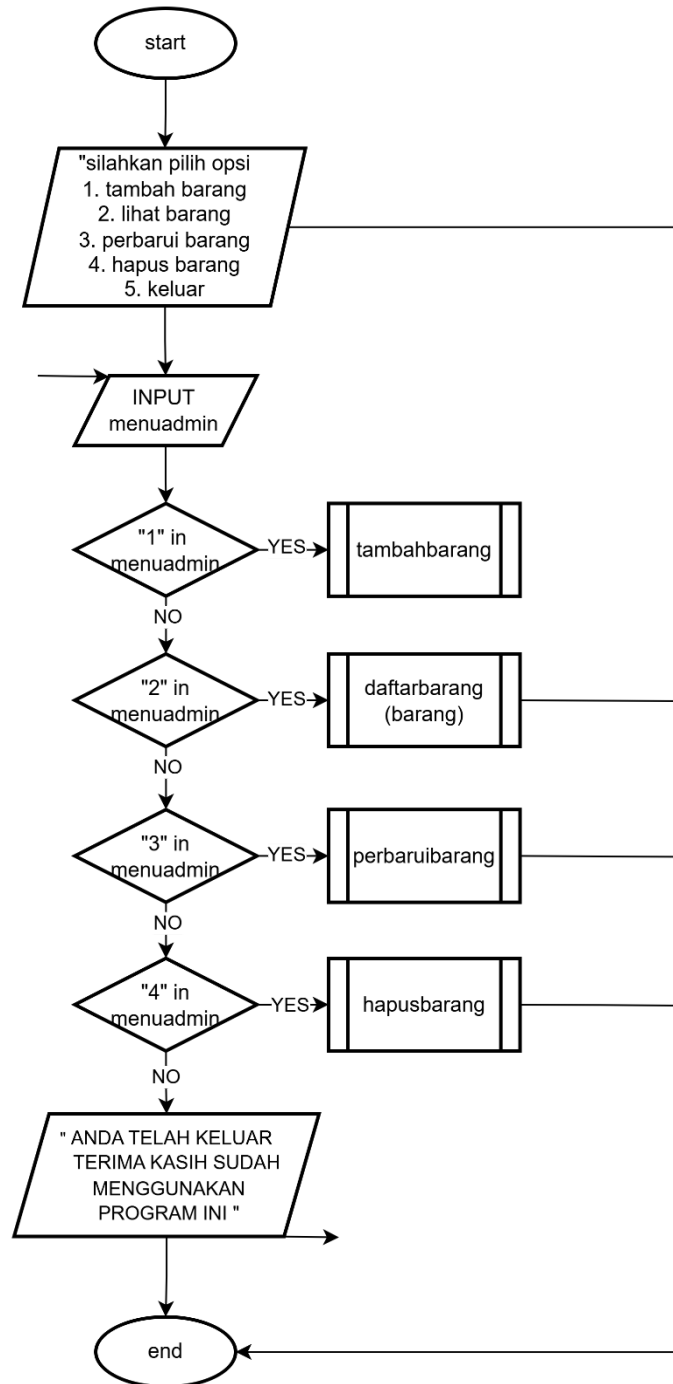 start
"silahkan pilih opsi
1. tambah barang
2. lihat barang
3. perbarui barang
4. hapus barang
5. keluar
INPUT
menuadmin
"1" in
menuadmin
YES
tambahbarang
NO
"2" in
menuadmin
YES
daftarbarang
(barang)
NO
"3" in
menuadmin
YES
perbaruibarang
NO
"4" in
menuadmin
YES
hapusbarang
NO
" ANDA TELAH KELUAR
TERIMA KASIH SUDAH
MENGGUNAKAN
PROGRAM INI "
end